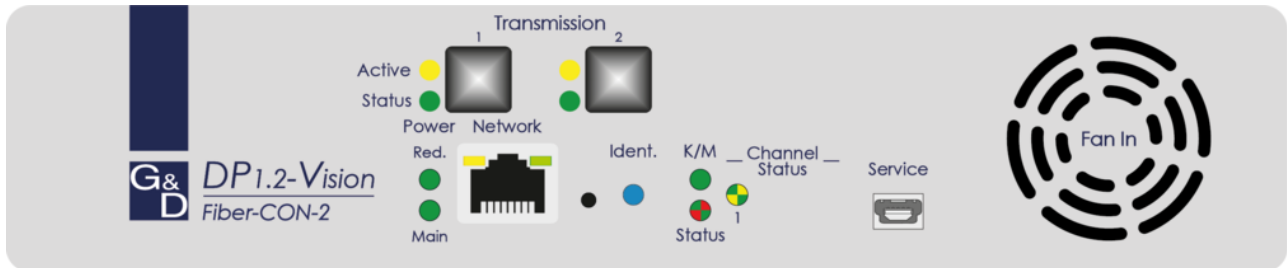 Transmission
1
2
Active
Status
Power Network
Red.
Ident.
K/M
Channel
Status
Service
Fan In
G&D
DP1.2-Vision
Fiber-CON-2
Main
Status
1